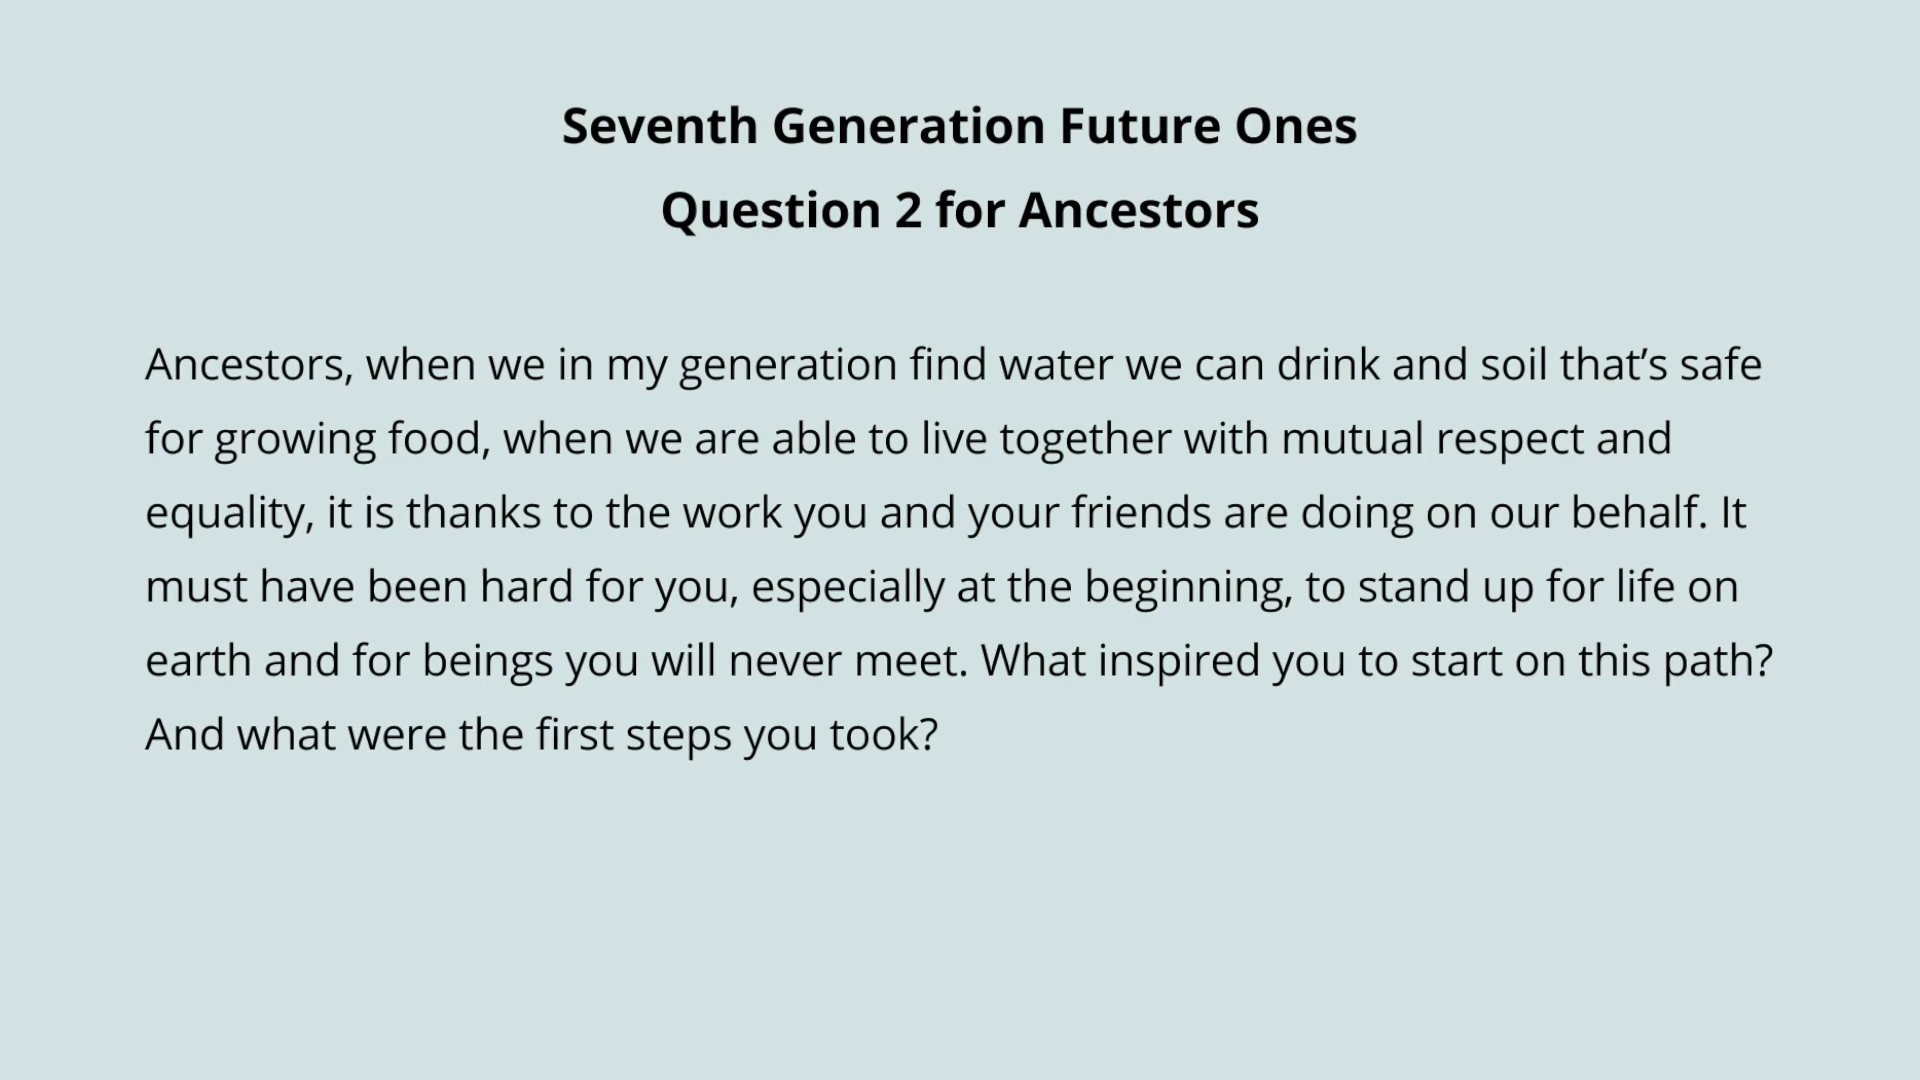 Seventh Generation Future Ones
Question 2 for Ancestors
Ancestors, when we in my generation find water we can drink and soil that’s safe
for growing food, when we are able to live together with mutual respect and
equality, it is thanks to the work you and your friends are doing on our behalf. It
must have been hard for you, especially at the beginning, to stand up for life on
earth and for beings you will never meet. What inspired you to start on this path?
And what were the first steps you took?